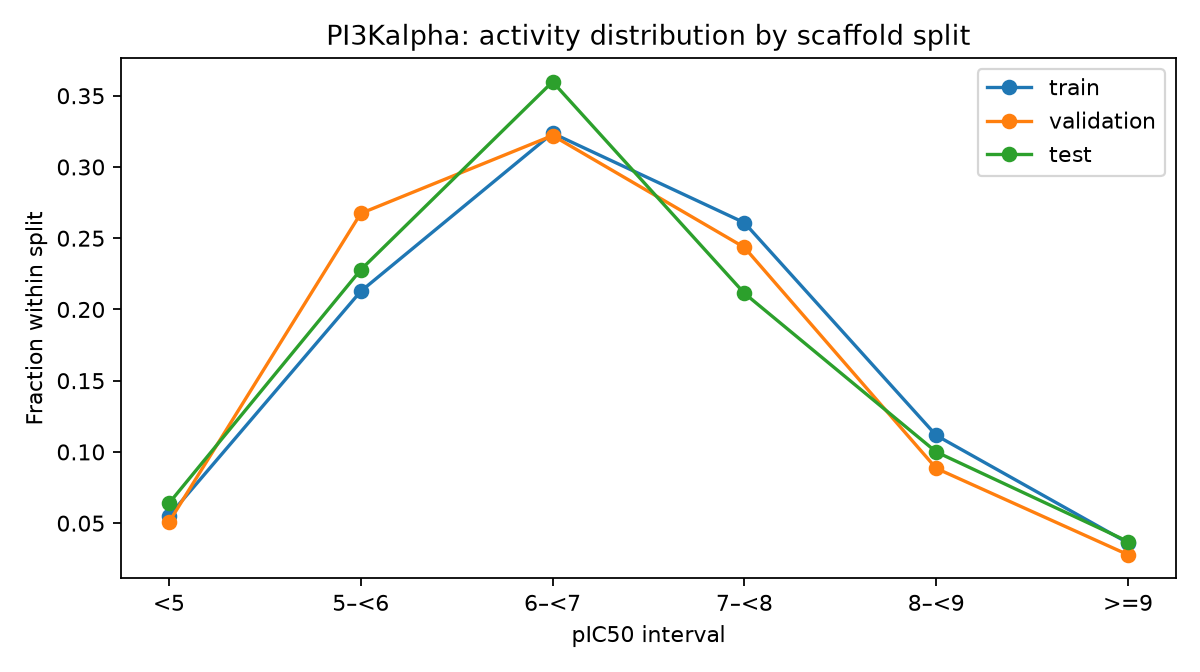 PI3Kalpha: activity distribution by scaffold split
train
validation
test
Fraction within split
0.35
0.30
0.25
0.20
0.15
0.10
0.05
<5
5–<6
6–<7
7–<8
8–<9
>=9
pIC50 interval